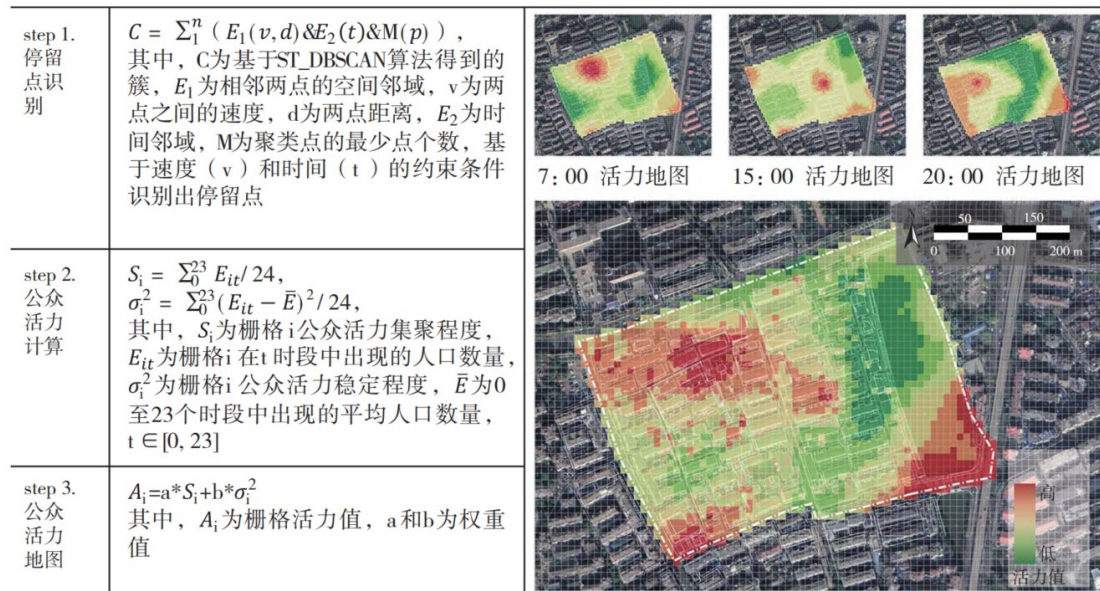 step 1.
停留
点识
别
C = ∑₁ⁿ ( E₁(v, d)&E₂(t)&M(p) ) ,
其中，C为基于ST_DBSCAN算法得到的
簇，E₁为相邻两点的空间邻域，v为两
点之间的速度，d为两点距离，E₂为时
间邻域，M为聚类点的最少点个数，基
于速度（v）和时间（t）的约束条件
识别出停留点
step 2.
公众
活力
计算
Sᵢ = ∑₀²³ Eᵢₜ/ 24,
σᵢ² = ∑₀²³(Eᵢₜ − Ē)²/ 24,
其中，Sᵢ为栅格i公众活力集聚程度，
Eᵢₜ为栅格i 在t 时段中出现的人口数量，
σᵢ²为栅格i 公众活力稳定程度，Ē为0
至23个时段中出现的平均人口数量，
t ∈ [0, 23]
step 3.
公众
活力
地图
Aᵢ=a*Sᵢ+b*σᵢ²
其中，Aᵢ为栅格活力值，a和b为权重
值
7:00 活力地图
15:00 活力地图
20:00 活力地图
50 150
0 100 200 m
高
低
活力值